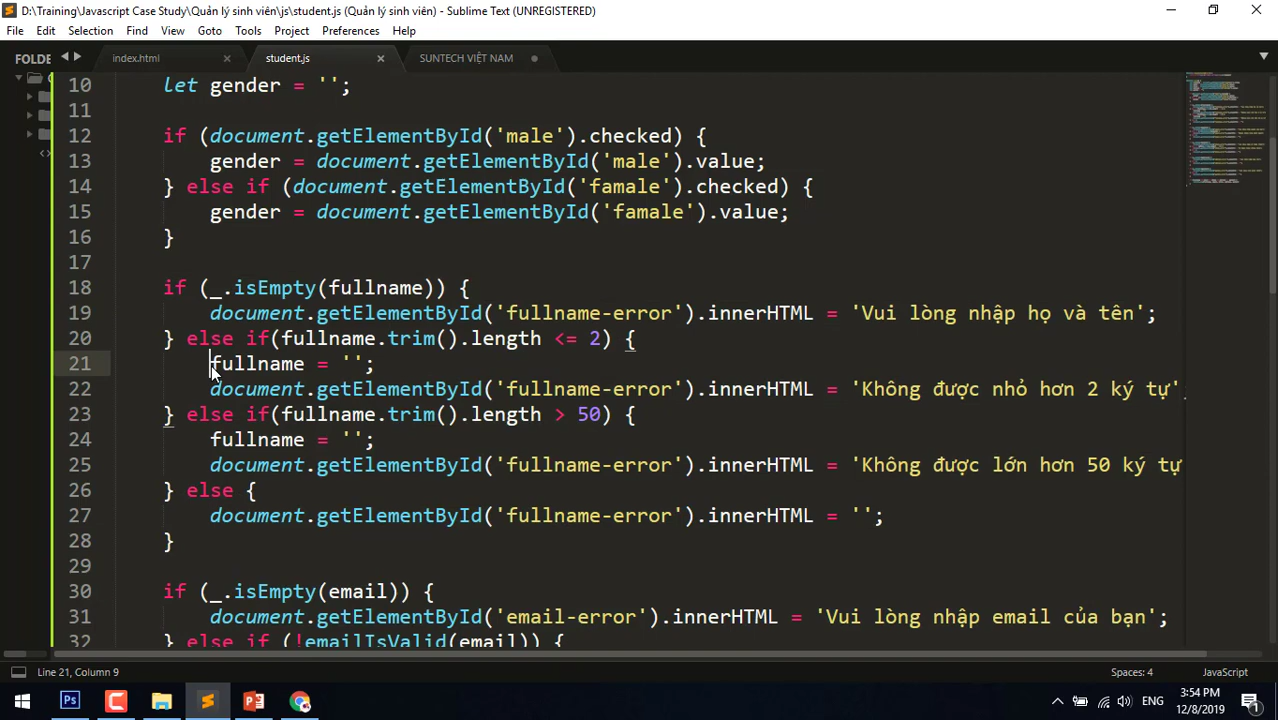 D:\Training\Javascript Case Study\Quản lý sinh viên\js\student.js (Quản lý sinh viên) - Sublime Text (UNREGISTERED)
File Edit Selection Find View Goto Tools Project Preferences Help
FOLDE index.html student.js SUNTECH VIỆT NAM
10 let gender = '';
11
12 if (document.getElementById('male').checked) {
13 gender = document.getElementById('male').value;
14 } else if (document.getElementById('famale').checked) {
15 gender = document.getElementById('famale').value;
16 }
17
18 if (_.isEmpty(fullname)) {
19 document.getElementById('fullname-error').innerHTML = 'Vui lòng nhập họ và tên';
20 } else if(fullname.trim().length <= 2) {
21 fullname = '';
22 document.getElementById('fullname-error').innerHTML = 'Không được nhỏ hơn 2 ký tự'
23 } else if(fullname.trim().length > 50) {
24 fullname = '';
25 document.getElementById('fullname-error').innerHTML = 'Không được lớn hơn 50 ký tự
26 } else {
27 document.getElementById('fullname-error').innerHTML = '';
28 }
29
30 if (_.isEmpty(email)) {
31 document.getElementById('email-error').innerHTML = 'Vui lòng nhập email của bạn';
32 } else if (!emailIsValid(email)) {
Line 21, Column 9 Spaces: 4 JavaScript
Ps ENG 3:54 PM
12/8/2019